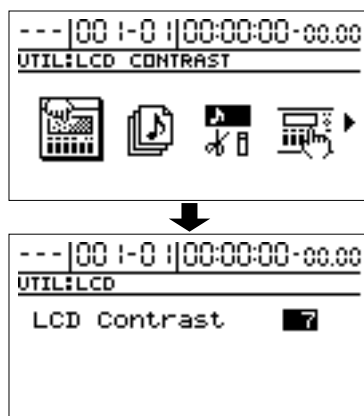 ---|001-01|00:00:00-00.00
UTIL:LCD CONTRAST
---|001-01|00:00:00-00.00
UTIL:LCD
LCD Contrast 7